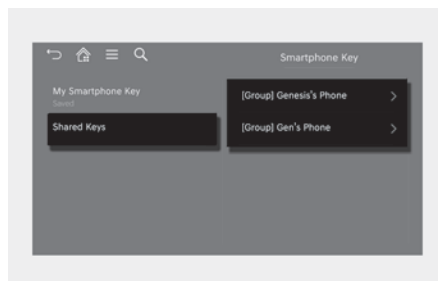 Smartphone Key
My Smartphone Key
Saved
Shared Keys
[Group] Genesis's Phone
[Group] Gen's Phone